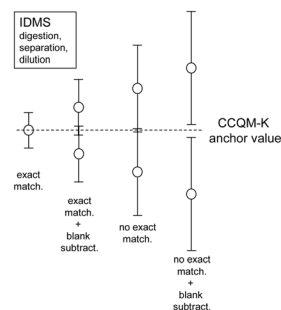 IDMS
digestion,
separation,
dilution
CCQM-K
anchor value
exact
match.
exact
match.
+
blank
subtract.
no exact
match.
no exact
match.
+
blank
subtract.